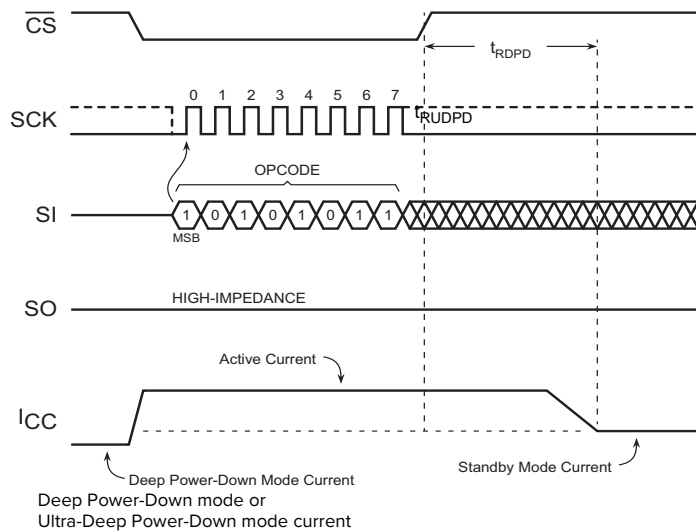 CS
tRDPD
0 1 2 3 4 5 6 7
SCK
tRUDPD
OPCODE
SI
1 0 1 0 1 0 1 1
MSB
SO
HIGH-IMPEDANCE
Active Current
ICC
Deep Power-Down Mode Current
Standby Mode Current
Deep Power-Down mode or
Ultra-Deep Power-Down mode current